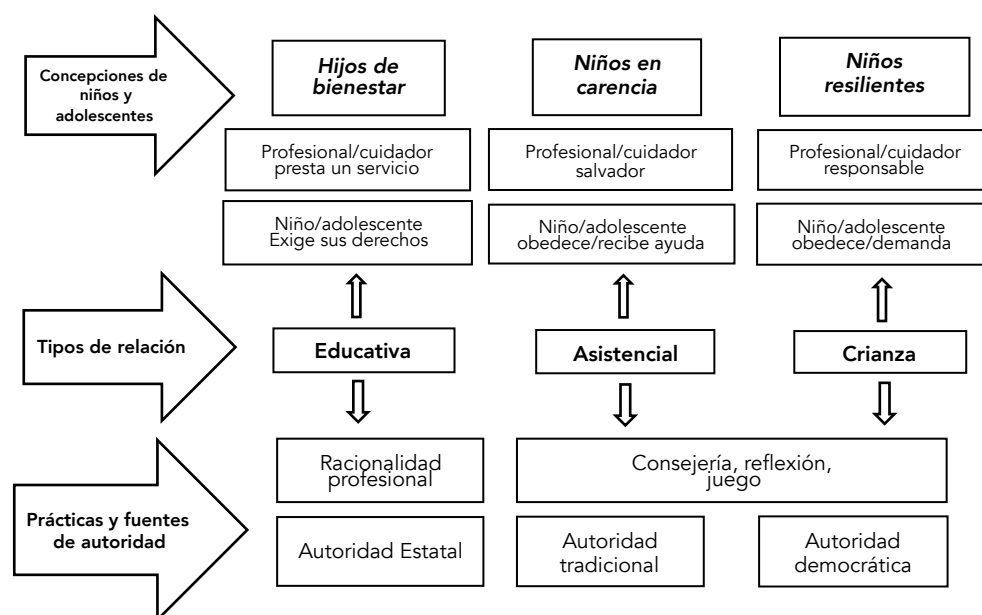 Concepciones de
niños y
adolescentes
Hijos de
bienestar
Niños en
carencia
Niños
resilientes
Profesional/cuidador
presta un servicio
Profesional/cuidador
salvador
Profesional/cuidador
responsable
Niño/adolescente
Exige sus derechos
Niño/adolescente
obedece/recibe ayuda
Niño/adolescente
obedece/demanda
Tipos de relación
Educativa
Asistencial
Crianza
Prácticas y fuentes
de autoridad
Racionalidad
profesional
Consejería, reflexión,
juego
Autoridad Estatal
Autoridad
tradicional
Autoridad
democrática